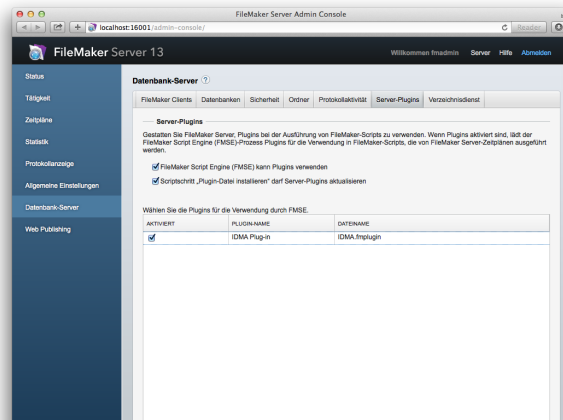 FileMaker Server Admin Console
localhost:16001/admin-console/
Reader
FileMaker Server 13
Willkommen fmadmin Server Hilfe Abmelden
Status
Tätigkeit
Zeitpläne
Statistik
Protokollanzeige
Allgemeine Einstellungen
Datenbank-Server
Web Publishing
Datenbank-Server ?
FileMaker Clients Datenbanken Sicherheit Ordner Protokollaktivität Server-Plugins Verzeichnisdienst
Server-Plugins
Gestatten Sie FileMaker Server, Plugins bei der Ausführung von FileMaker-Scripts zu verwenden. Wenn Plugins aktiviert sind, lädt der
FileMaker Script Engine (FMSE)-Prozess Plugins für die Verwendung in FileMaker-Scripts, die von FileMaker Server-Zeitplänen ausgeführt
werden.
FileMaker Script Engine (FMSE) kann Plugins verwenden
Scriptschritt „Plugin-Datei installieren“ darf Server-Plugins aktualisieren
Wählen Sie die Plugins für die Verwendung durch FMSE.
AKTIVIERT PLUGIN-NAME DATEINAME
IDMA Plug-in IDMA.fmplugin